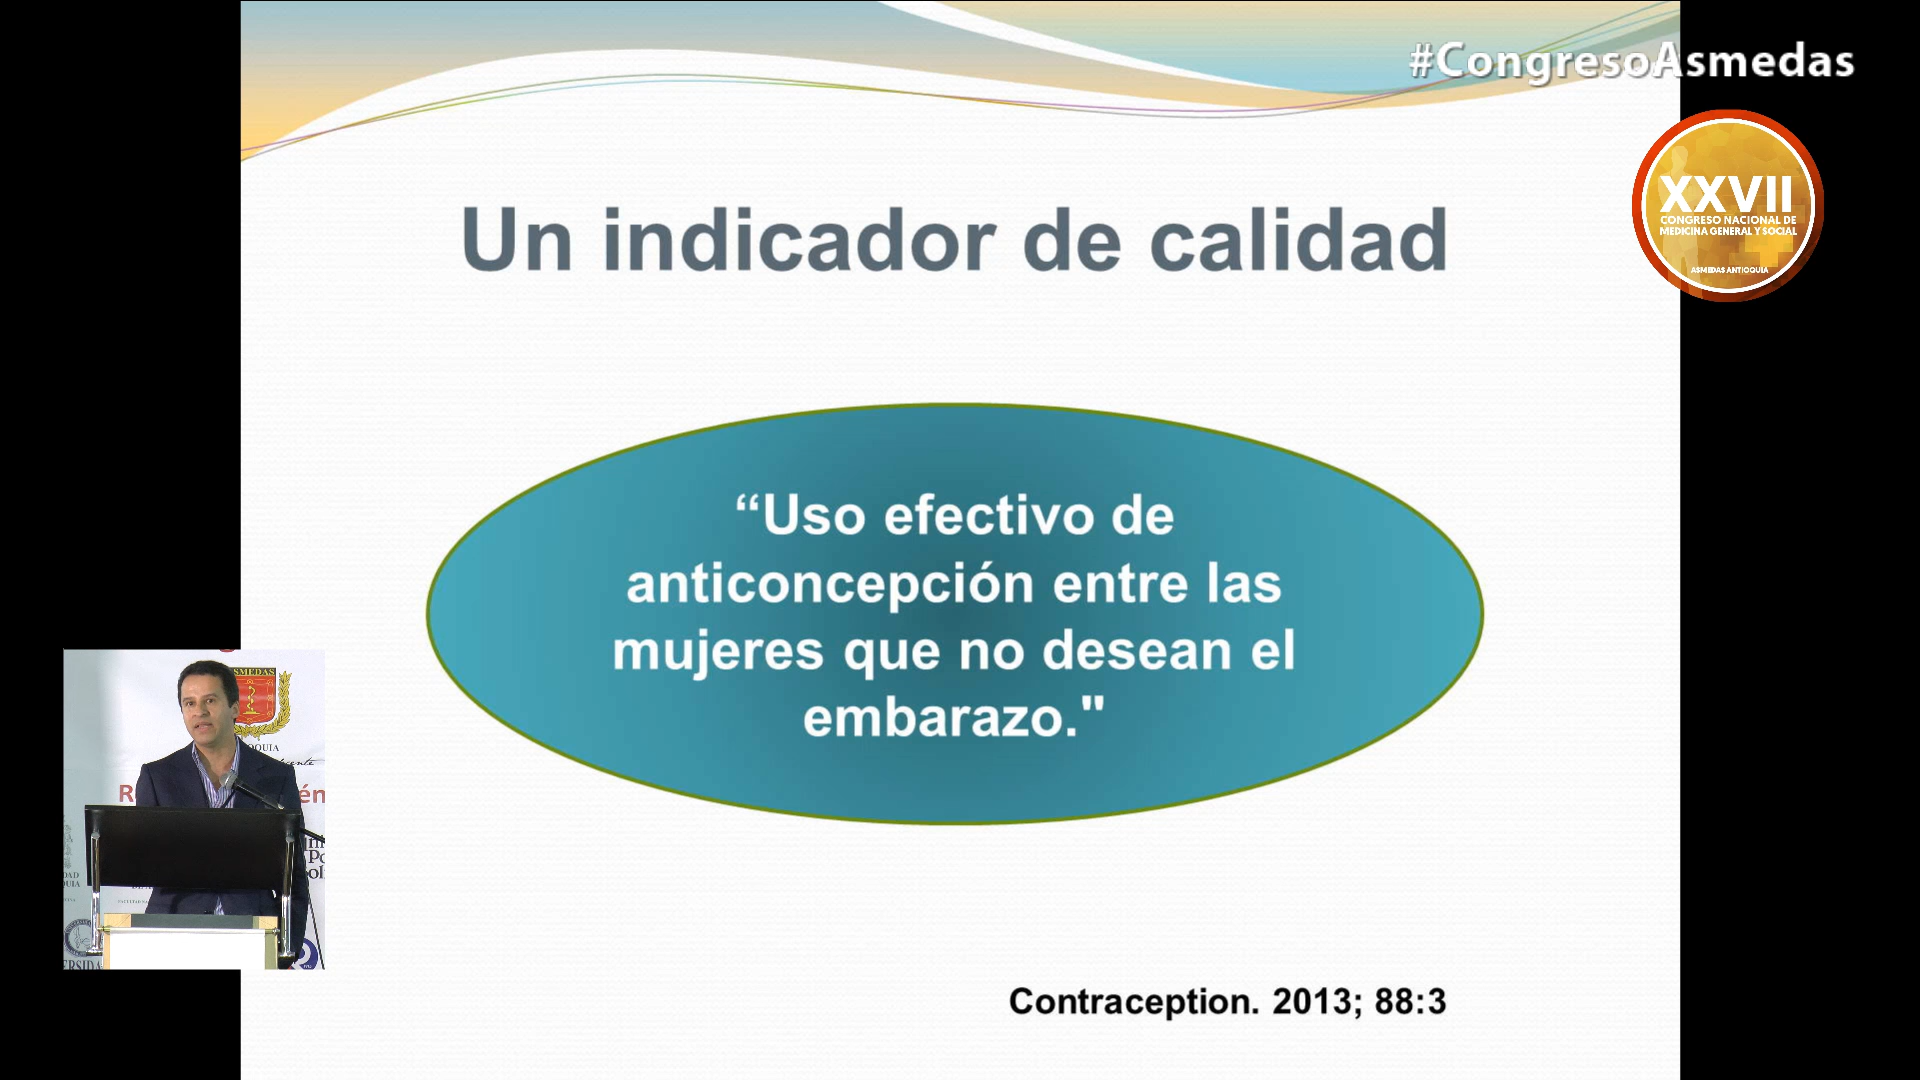 #CongresoAsmedas
XXVII
CONGRESO NACIONAL DE
MEDICINA GENERAL Y SOCIAL
ASMEDAS ANTIOQUIA
Un indicador de calidad
“Uso efectivo de
anticoncepción entre las
mujeres que no desean el
embarazo."
Contraception. 2013; 88:3